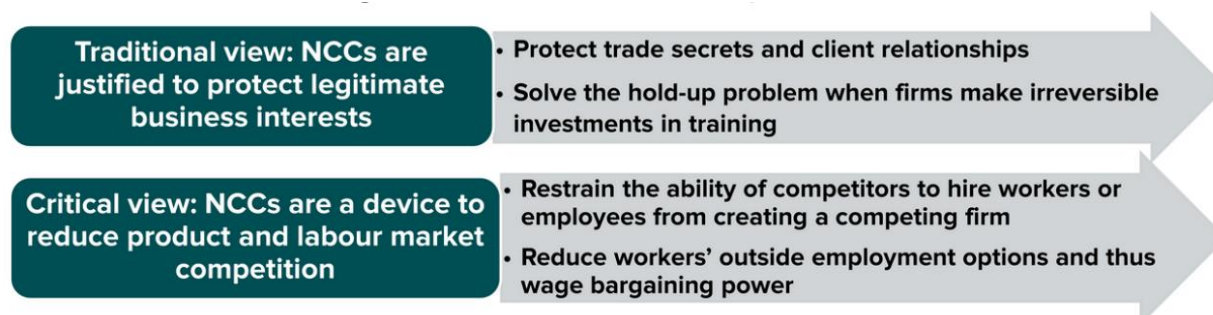 Traditional view: NCCs are
justified to protect legitimate
business interests
• Protect trade secrets and client relationships
• Solve the hold-up problem when firms make irreversible
investments in training
Critical view: NCCs are a device to
reduce product and labour market
competition
• Restrain the ability of competitors to hire workers or
employees from creating a competing firm
• Reduce workers' outside employment options and thus
wage bargaining power